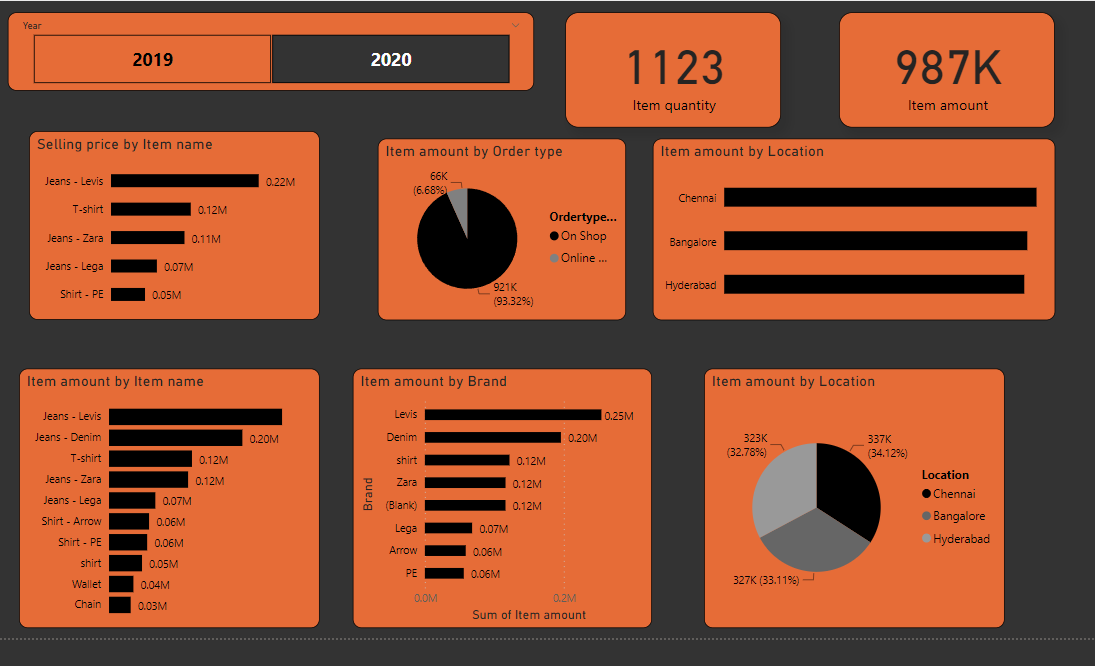 Year
2019
2020
1123
Item quantity
987K
Item amount
Selling price by Item name
Jeans - Levis
0.22M
T-shirt
0.12M
Jeans - Zara
0.11M
Jeans - Lega
0.07M
Shirt - PE
0.05M
Item amount by Order type
66K
(6.68%)
921K
(93.32%)
Ordertype...
On Shop
Online ...
Item amount by Location
Chennai
Bangalore
Hyderabad
Item amount by Item name
Jeans - Levis
Jeans - Denim
0.20M
T-shirt
0.12M
Jeans - Zara
0.12M
Jeans - Lega
0.07M
Shirt - Arrow
0.06M
Shirt - PE
0.06M
shirt
0.05M
Wallet
0.04M
Chain
0.03M
Item amount by Brand
Brand
Levis
0.25M
Denim
0.20M
shirt
0.12M
Zara
0.12M
(Blank)
0.12M
Lega
0.07M
Arrow
0.06M
PE
0.06M
0.0M
0.2M
Sum of Item amount
Item amount by Location
323K
(32.78%)
337K
(34.12%)
327K (33.11%)
Location
Chennai
Bangalore
Hyderabad